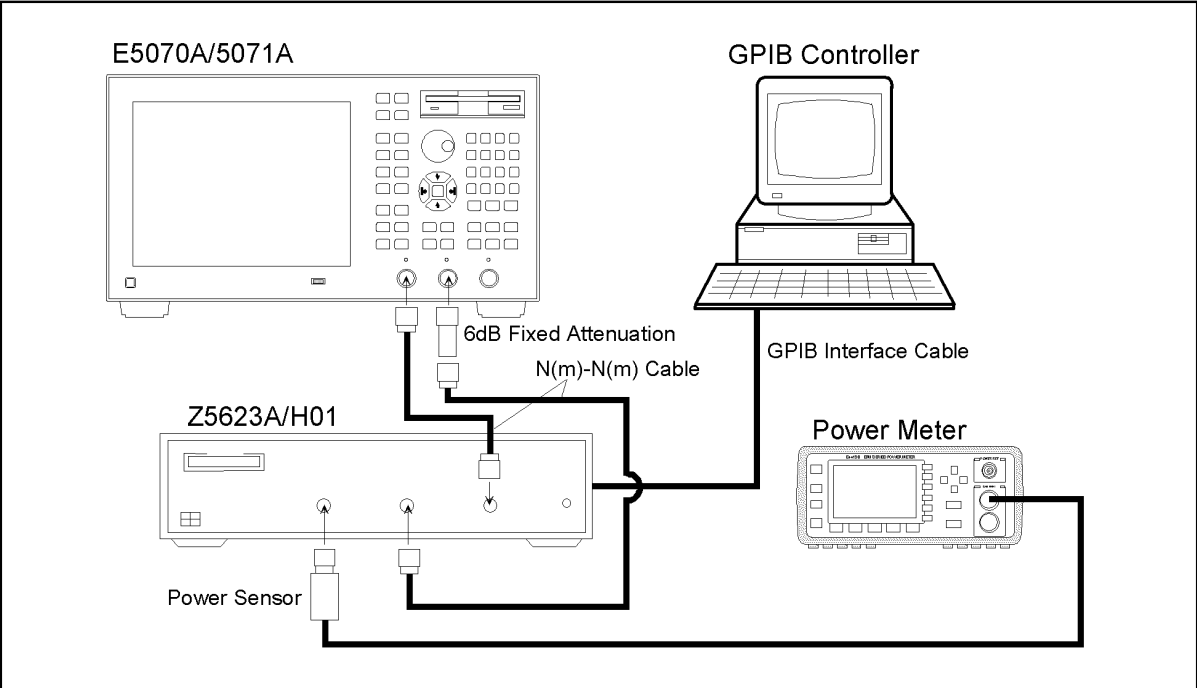 E5070A/5071A
GPIB Controller
6dB Fixed Attenuation
N(m)-N(m) Cable
GPIB Interface Cable
Z5623A/H01
Power Meter
Power Sensor